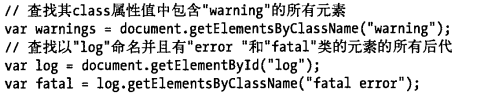 // 查找其class属性值中包含"warning"的所有元素
var warnings = document.getElementsByClassName("warning");
// 查找以"log"命名并且有"error "和"fatal"类的元素的所有后代
var log = document.getElementById("log");
var fatal = log.getElementsByClassName("fatal error");